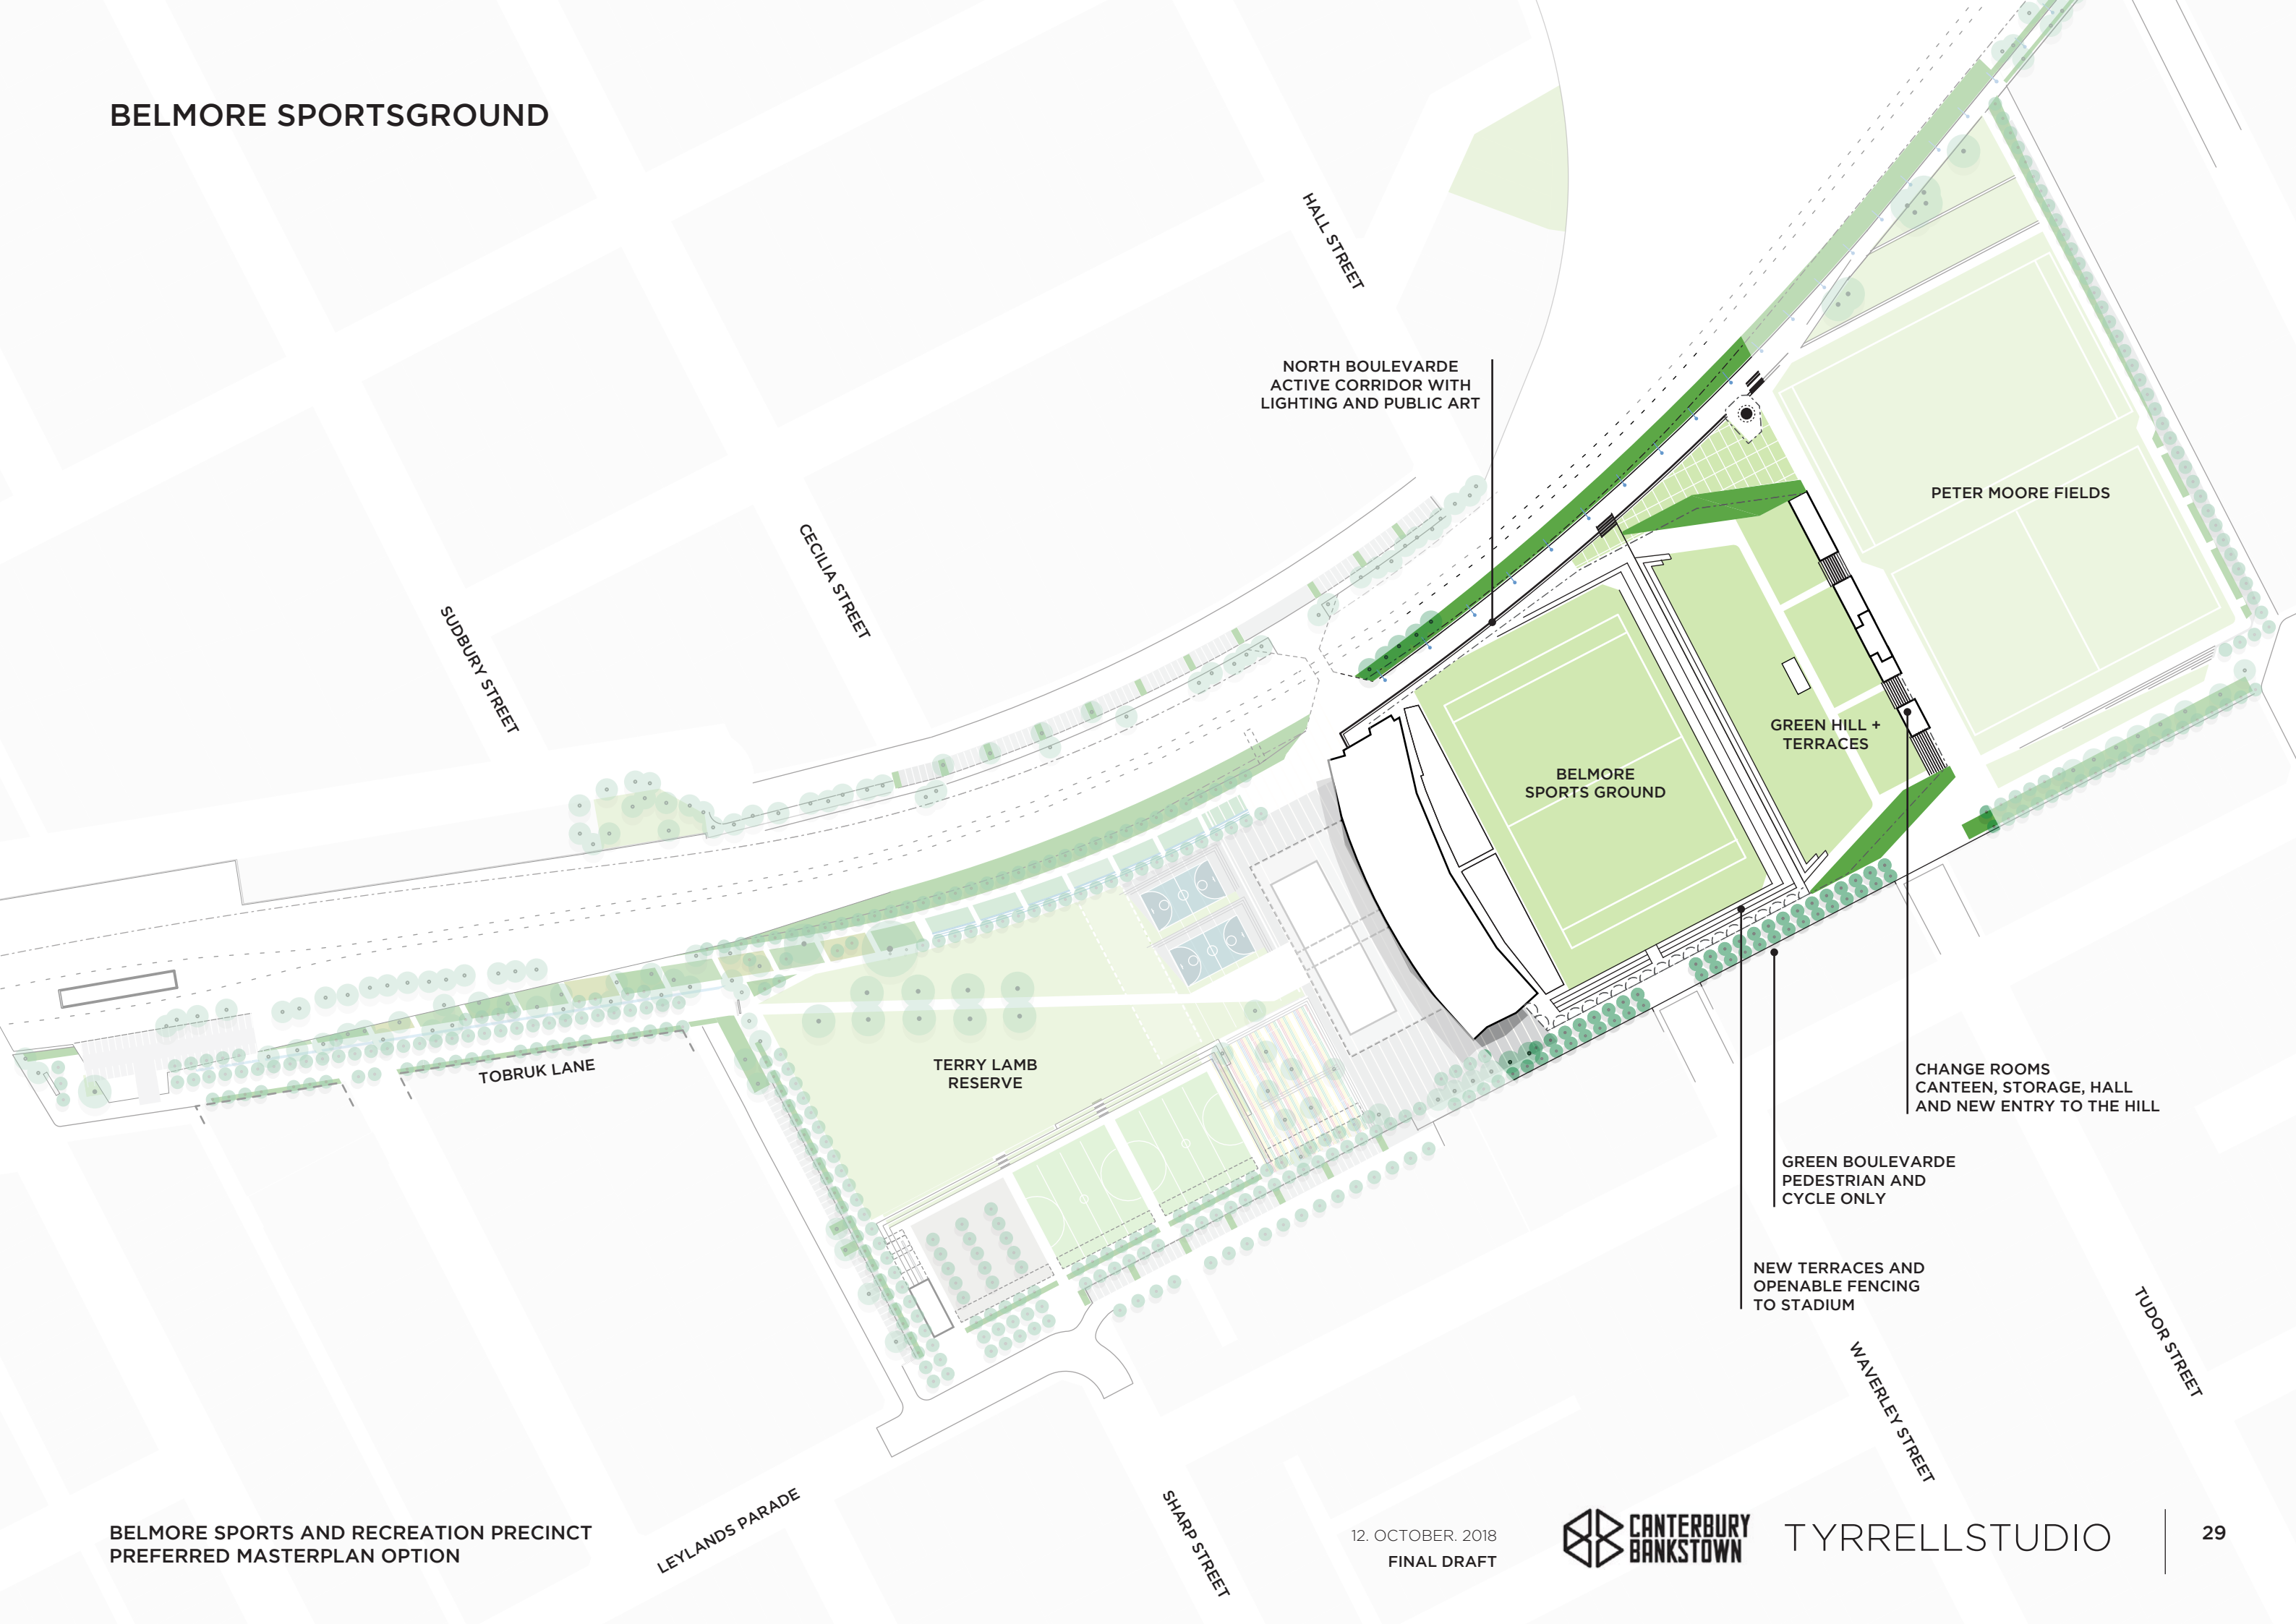 BELMORE SPORTSGROUND
HALL STREET
NORTH BOULEVARDE
ACTIVE CORRIDOR WITH
LIGHTING AND PUBLIC ART
PETER MOORE FIELDS
CECILIA STREET
SUDBURY STREET
GREEN HILL +
TERRACES
BELMORE
SPORTS GROUND
TERRY LAMB
RESERVE
TOBRUK LANE
CHANGE ROOMS
CANTEEN, STORAGE, HALL
AND NEW ENTRY TO THE HILL
GREEN BOULEVARDE
PEDESTRIAN AND
CYCLE ONLY
NEW TERRACES AND
OPENABLE FENCING
TO STADIUM
TUDOR STREET
WAVERLEY STREET
LEYLANDS PARADE
SHARP STREET
BELMORE SPORTS AND RECREATION PRECINCT
PREFERRED MASTERPLAN OPTION
12. OCTOBER. 2018
FINAL DRAFT
CANTERBURY
BANKSTOWN
TYRRELLSTUDIO
29